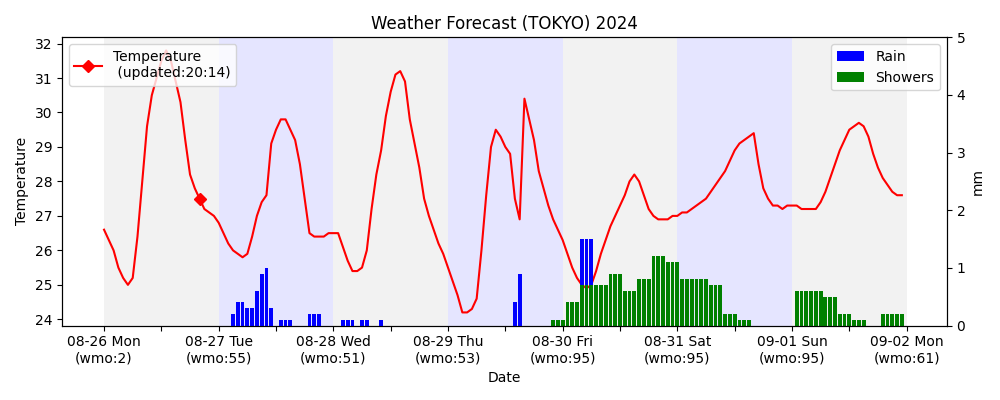 Weather Forecast (TOKYO) 2024
Temperature
(updated:20:14)
Rain
Showers
Temperature
32
31
30
29
28
27
26
25
24
5
4
3
2
1
0
mm
08-26 Mon 08-27 Tue 08-28 Wed 08-29 Thu 08-30 Fri 08-31 Sat 09-01 Sun 09-02 Mon
(wmo:2) (wmo:55) (wmo:51) (wmo:53) (wmo:95) (wmo:95) (wmo:95) (wmo:61)
Date